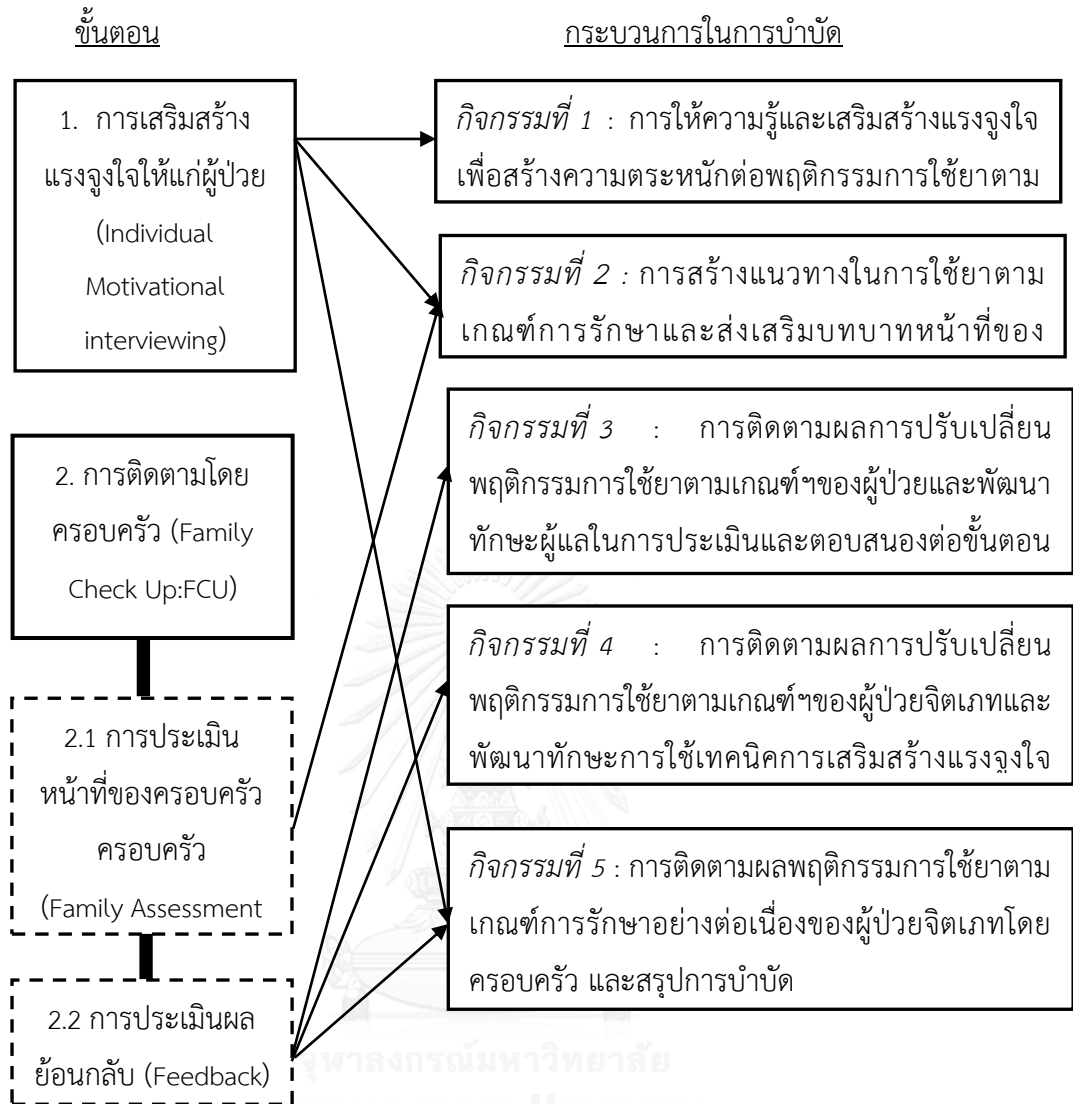 ขั้นตอน
กระบวนการในการบำบัด
1. การเสริมสร้าง
แรงจูงใจให้แก่ผู้ป่วย
(Individual
Motivational
interviewing)
2. การติดตามโดย
ครอบครัว (Family
Check Up:FCU)
2.1 การประเมิน
หน้าที่ของครอบครัว
ครอบครัว
(Family Assessment
2.2 การประเมินผล
ย้อนกลับ (Feedback)
กิจกรรมที่ 1 : การให้ความรู้และเสริมสร้างแรงจูงใจ
เพื่อสร้างความตระหนักต่อพฤติกรรมการใช้ยาตาม
กิจกรรมที่ 2 : การสร้างแนวทางในการใช้ยาตาม
เกณฑ์การรักษาและส่งเสริมบทบาทหน้าที่ของ
กิจกรรมที่ 3 : การติดตามผลการปรับเปลี่ยน
พฤติกรรมการใช้ยาตามเกณฑ์ฯของผู้ป่วยและพัฒนา
ทักษะผู้แลในการประเมินและตอบสนองต่อขั้นตอน
กิจกรรมที่ 4 : การติดตามผลการปรับเปลี่ยน
พฤติกรรมการใช้ยาตามเกณฑ์ฯของผู้ป่วยจิตเภทและ
พัฒนาทักษะการใช้เทคนิคการเสริมสร้างแรงจูงใจ
กิจกรรมที่ 5 : การติดตามผลพฤติกรรมการใช้ยาตาม
เกณฑ์การรักษาอย่างต่อเนื่องของผู้ป่วยจิตเภทโดย
ครอบครัว และสรุปการบำบัด
จุฬาลงกรณ์มหาวิทยาลัย